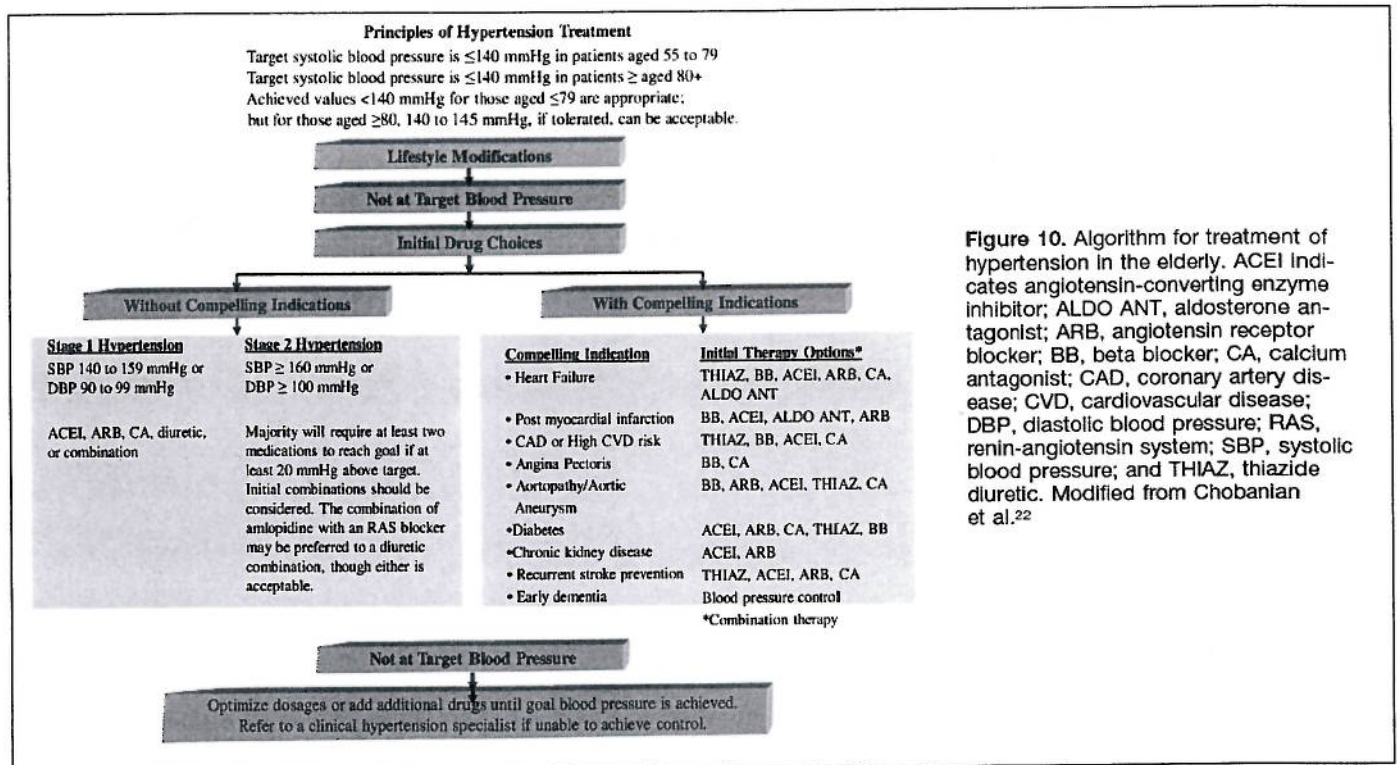 Principles of Hypertension Treatment
Target systolic blood pressure is ≤140 mmHg in patients aged 55 to 79
Target systolic blood pressure is ≤140 mmHg in patients ≥ aged 80+
Achieved values <140 mmHg for those aged ≤79 are appropriate;
but for those aged ≥80, 140 to 145 mmHg, if tolerated, can be acceptable.
Lifestyle Modifications
Not at Target Blood Pressure
Initial Drug Choices
Without Compelling Indications
Stage 1 Hypertension
SBP 140 to 159 mmHg or
DBP 90 to 99 mmHg
ACEI, ARB, CA, diuretic,
or combination
Stage 2 Hypertension
SBP ≥ 160 mmHg or
DBP ≥ 100 mmHg
Majority will require at least two
medications to reach goal if at
least 20 mmHg above target.
Initial combinations should be
considered. The combination of
amlopidine with an RAS blocker
may be preferred to a diuretic
combination, though either is
acceptable.
With Compelling Indications
Compelling Indication Initial Therapy Options*
• Heart Failure THIAZ, BB, ACEI, ARB, CA,
ALDO ANT
• Post myocardial infarction BB, ACEI, ALDO ANT, ARB
• CAD or High CVD risk THIAZ, BB, ACEI, CA
• Angina Pectoris BB, CA
• Aortopathy/Aortic BB, ARB, ACEI, THIAZ, CA
Aneurysm
•Diabetes ACEI, ARB, CA, THIAZ, BB
•Chronic kidney disease ACEI, ARB
• Recurrent stroke prevention THIAZ, ACEI, ARB, CA
• Early dementia Blood pressure control
*Combination therapy
Not at Target Blood Pressure
Optimize dosages or add additional drugs until goal blood pressure is achieved.
Refer to a clinical hypertension specialist if unable to achieve control.
Figure 10. Algorithm for treatment of
hypertension in the elderly. ACEI indi-
cates angiotensin-converting enzyme
inhibitor; ALDO ANT, aldosterone an-
tagonist; ARB, angiotensin receptor
blocker; BB, beta blocker; CA, calcium
antagonist; CAD, coronary artery dis-
ease; CVD, cardiovascular disease;
DBP, diastolic blood pressure; RAS,
renin-angiotensin system; SBP, systolic
blood pressure; and THIAZ, thiazide
diuretic. Modified from Chobanian
et al.22